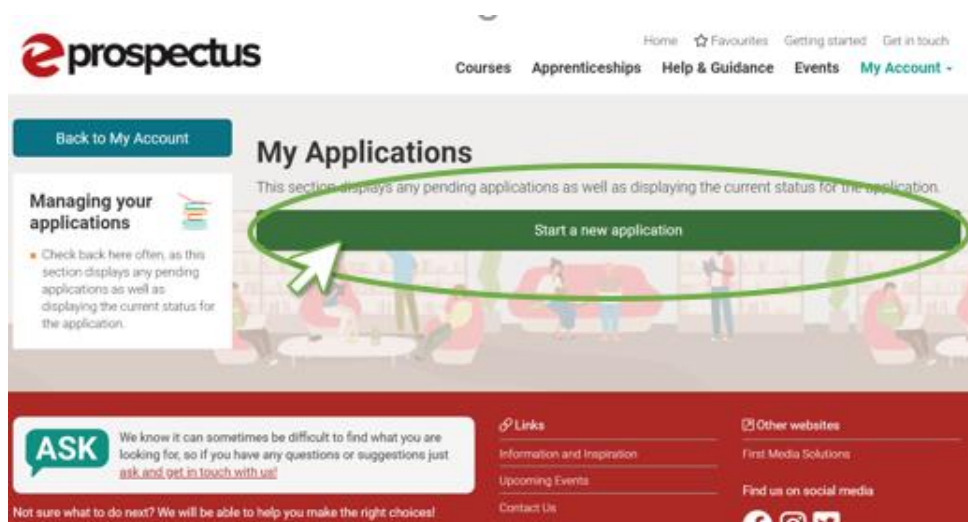 eprospectus
Home Favourites Getting started Get in touch
Courses Apprenticeships Help & Guidance Events My Account
Back to My Account
Managing your
applications
Check back here often, as this
section displays any pending
applications as well as
displaying the current status for
the application.
My Applications
This section displays any pending applications as well as displaying the current status for the application.
Start a new application
ASK
We know it can sometimes be difficult to find what you are
looking for, so if you have any questions or suggestions just
ask and get in touch with us!
Not sure what to do next? We will be able to help you make the right choices!
Links
Information and Inspiration
Upcoming Events
Contact Us
Other websites
First Media Solutions
Find us on social media